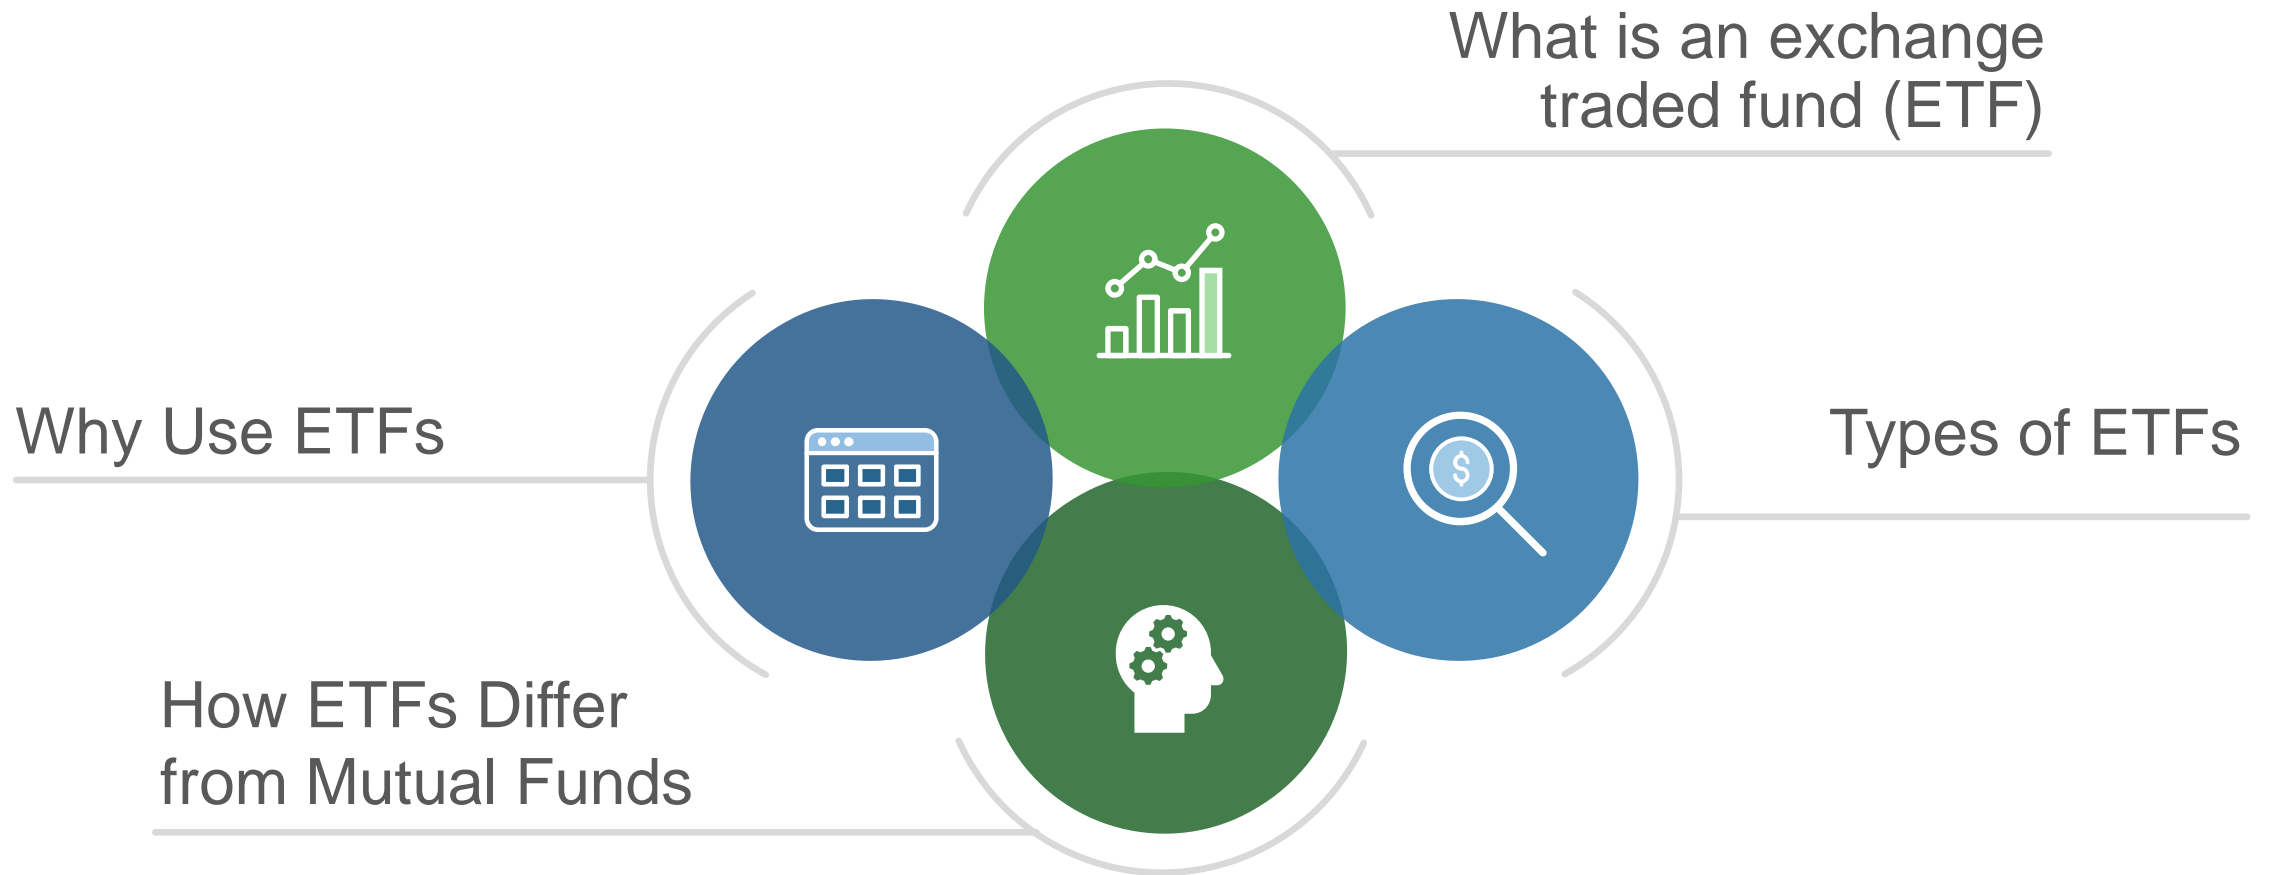 What is an exchange
traded fund (ETF)
Why Use ETFs
Types of ETFs
$
How ETFs Differ
from Mutual Funds